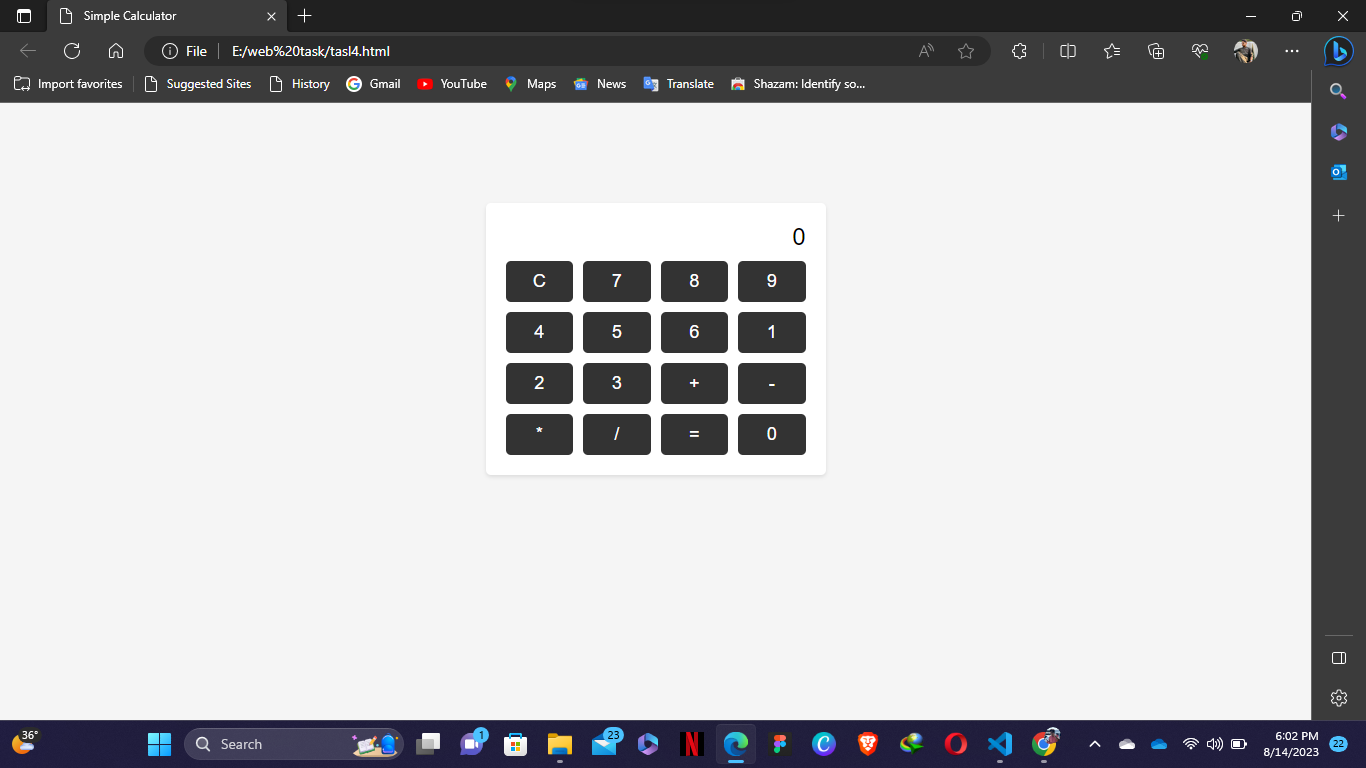 Simple Calculator
File E:/web%20task/tasl4.html
Import favorites Suggested Sites History Gmail YouTube Maps News Translate Shazam: Identify so...
0
C 7 8 9
4 5 6 1
2 3 + -
* / = 0
36° Search 1 23 6:02 PM
8/14/2023 22